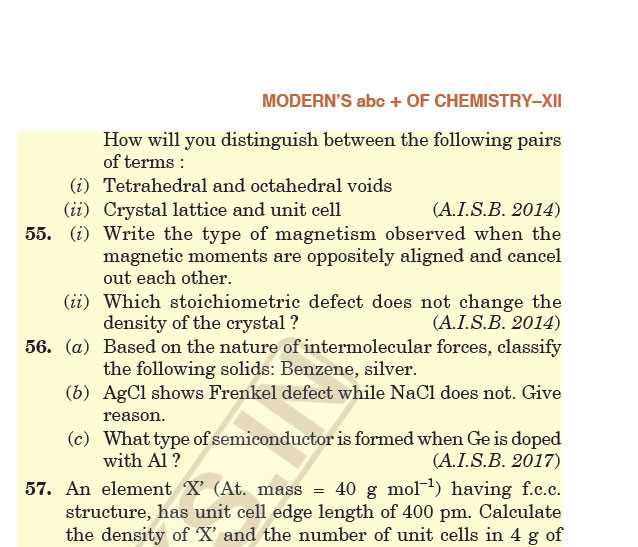 MODERN'S abc + OF CHEMISTRY–XII
How will you distinguish between the following pairs
of terms :
(i) Tetrahedral and octahedral voids
(ii) Crystal lattice and unit cell (A.I.S.B. 2014)
55. (i) Write the type of magnetism observed when the
magnetic moments are oppositely aligned and cancel
out each other.
(ii) Which stoichiometric defect does not change the
density of the crystal ? (A.I.S.B. 2014)
56. (a) Based on the nature of intermolecular forces, classify
the following solids: Benzene, silver.
(b) AgCl shows Frenkel defect while NaCl does not. Give
reason.
(c) What type of semiconductor is formed when Ge is doped
with Al ? (A.I.S.B. 2017)
57. An element ‘X’ (At. mass = 40 g mol⁻¹) having f.c.c.
structure, has unit cell edge length of 400 pm. Calculate
the density of ‘X’ and the number of unit cells in 4 g of